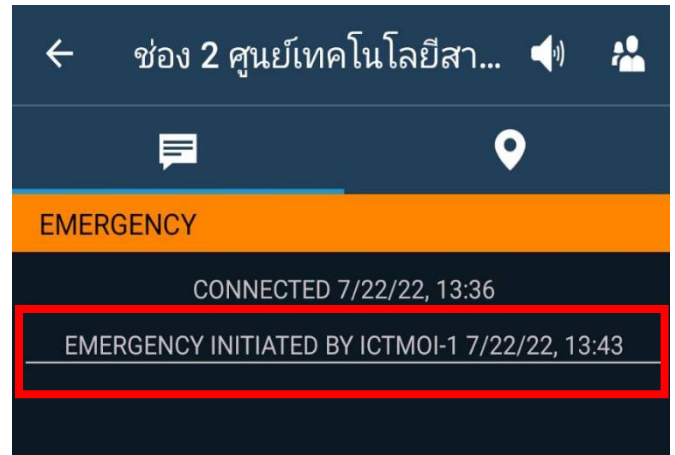 ช่อง 2 ศูนย์เทคโนโลยีสา...
EMERGENCY
CONNECTED 7/22/22, 13:36
EMERGENCY INITIATED BY ICTMOI-1 7/22/22, 13:43